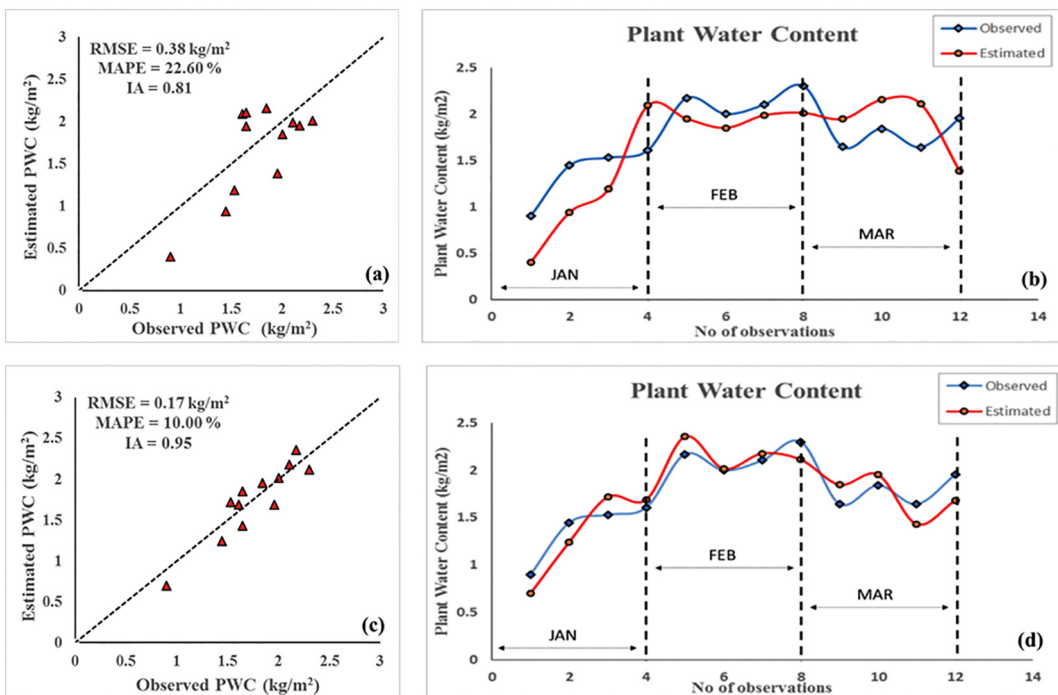 3
2.5
2
1.5
1
0.5
0
RMSE = 0.38 kg/m²
MAPE = 22.60 %
IA = 0.81
Estimated PWC (kg/m²)
(a)
0 0.5 1 1.5 2 2.5 3
Observed PWC (kg/m²)
Plant Water Content
Observed
Estimated
2.5
2
1.5
1
0.5
0
Plant Water Content (kg/m2)
JAN
FEB
MAR
(b)
0 2 4 6 8 10 12 14
No of observations
3
2.5
2
1.5
1
0.5
0
RMSE = 0.17 kg/m²
MAPE = 10.00 %
IA = 0.95
Estimated PWC (kg/m²)
(c)
0 0.5 1 1.5 2 2.5 3
Observed PWC (kg/m²)
Plant Water Content
Observed
Estimated
2.5
2
1.5
1
0.5
0
Plant Water Content (kg/m2)
JAN
FEB
MAR
(d)
0 2 4 6 8 10 12 14
No of observations